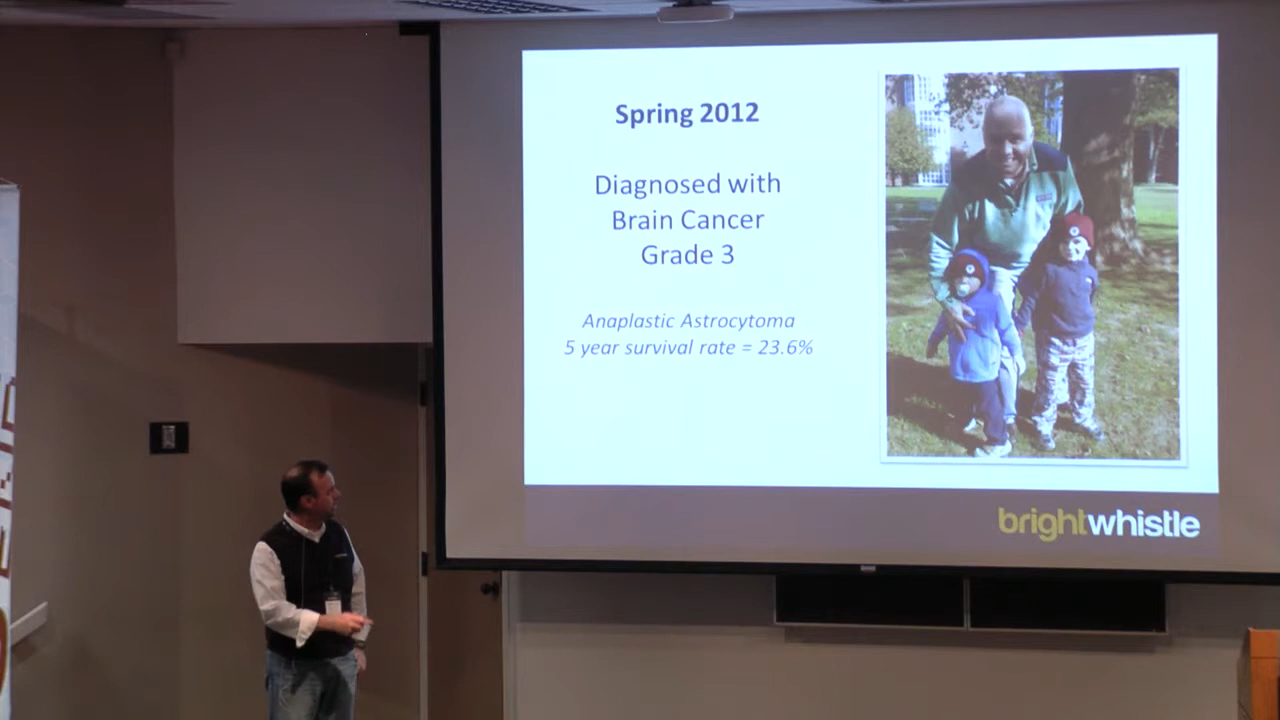 Spring 2012
Diagnosed with
Brain Cancer
Grade 3
Anaplastic Astrocytoma
5 year survival rate = 23.6%
brightwhistle